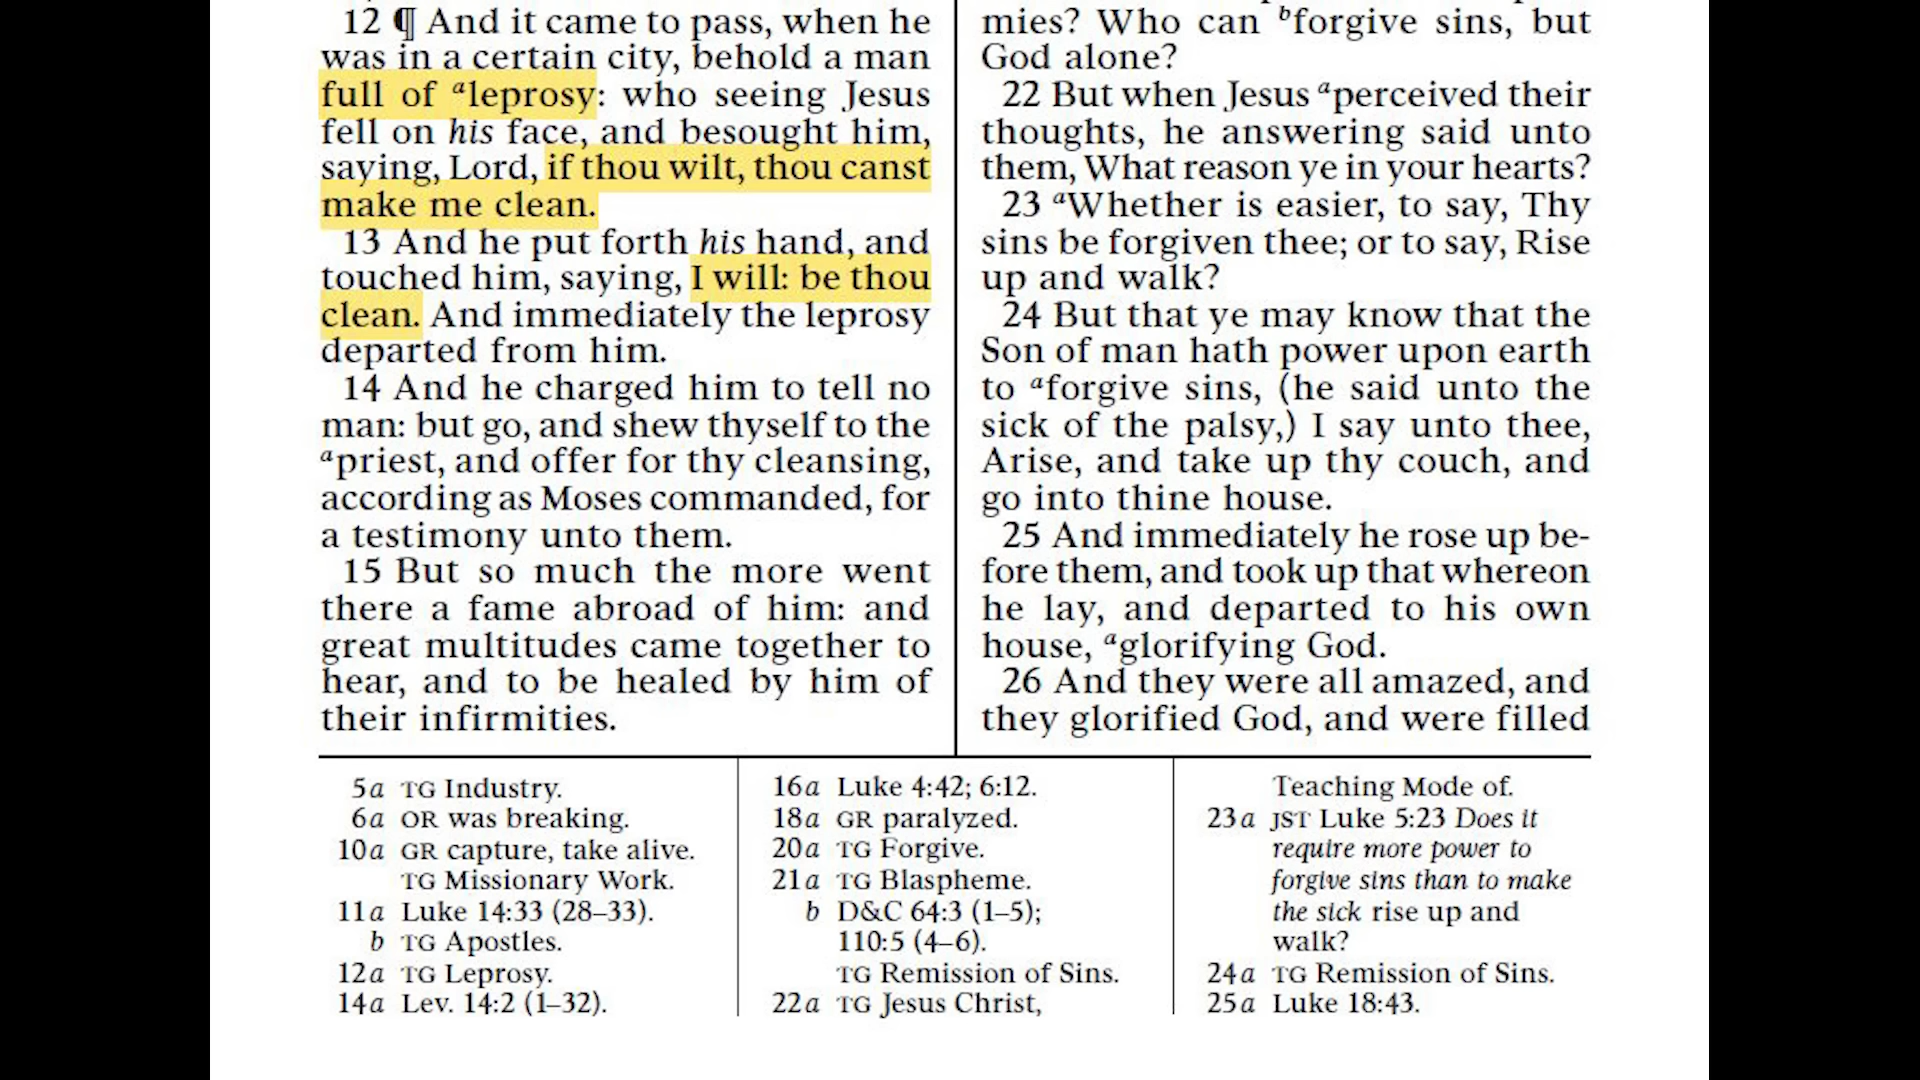 12 ¶ And it came to pass, when he
was in a certain city, behold a man
full of ᵃleprosy: who seeing Jesus
fell on his face, and besought him,
saying, Lord, if thou wilt, thou canst
make me clean.
13 And he put forth his hand, and
touched him, saying, I will: be thou
clean. And immediately the leprosy
departed from him.
14 And he charged him to tell no
man: but go, and shew thyself to the
ᵃpriest, and offer for thy cleansing,
according as Moses commanded, for
a testimony unto them.
15 But so much the more went
there a fame abroad of him: and
great multitudes came together to
hear, and to be healed by him of
their infirmities.
mies? Who can ᵇforgive sins, but
God alone?
22 But when Jesus ᵃperceived their
thoughts, he answering said unto
them, What reason ye in your hearts?
23 ᵃWhether is easier, to say, Thy
sins be forgiven thee; or to say, Rise
up and walk?
24 But that ye may know that the
Son of man hath power upon earth
to ᵃforgive sins, (he said unto the
sick of the palsy,) I say unto thee,
Arise, and take up thy couch, and
go into thine house.
25 And immediately he rose up be-
fore them, and took up that whereon
he lay, and departed to his own
house, ᵃglorifying God.
26 And they were all amazed, and
they glorified God, and were filled
5a TG Industry.
6a OR was breaking.
10a GR capture, take alive.
TG Missionary Work.
11a Luke 14:33 (28–33).
b TG Apostles.
12a TG Leprosy.
14a Lev. 14:2 (1–32).
16a Luke 4:42; 6:12.
18a GR paralyzed.
20a TG Forgive.
21a TG Blaspheme.
b D&C 64:3 (1–5);
110:5 (4–6).
TG Remission of Sins.
22a TG Jesus Christ,
Teaching Mode of.
23a JST Luke 5:23 Does it
require more power to
forgive sins than to make
the sick rise up and
walk?
24a TG Remission of Sins.
25a Luke 18:43.